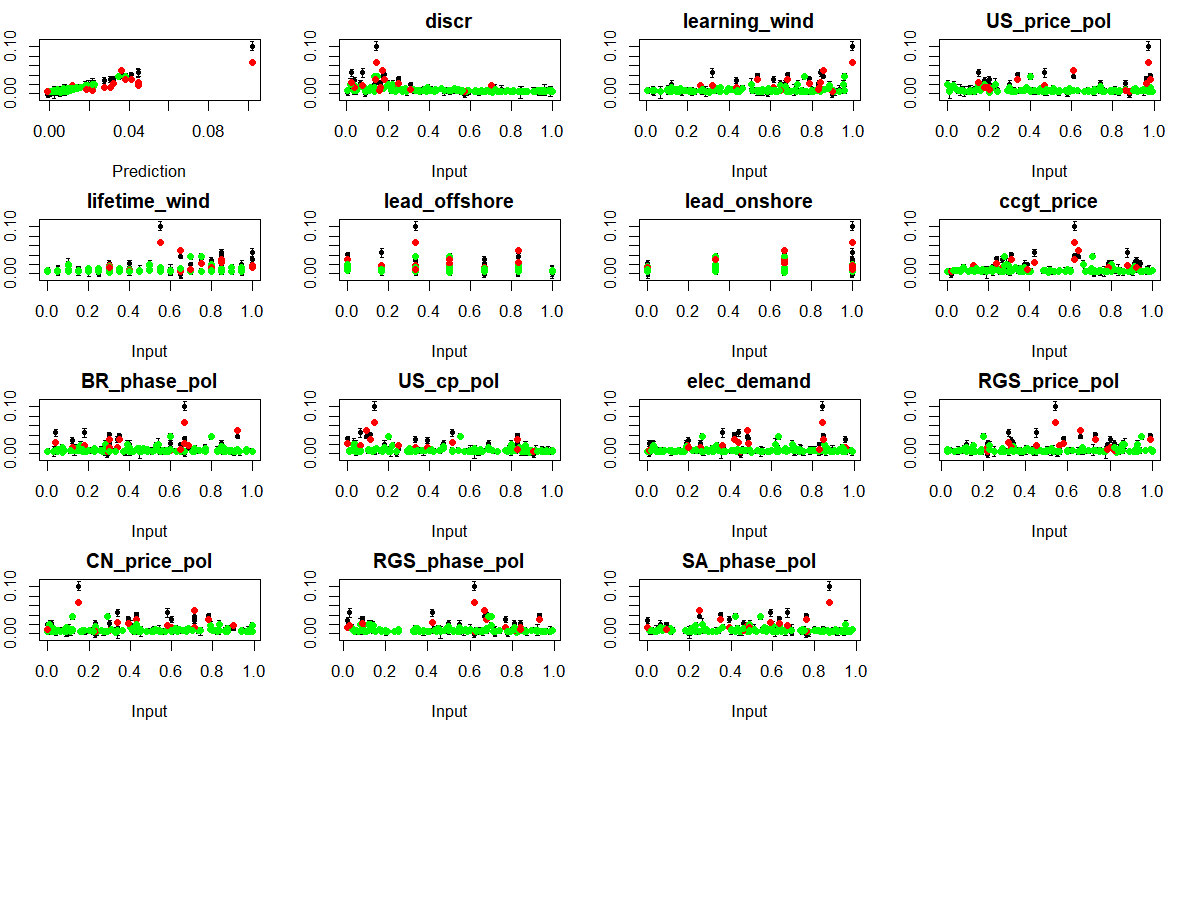 discr learning_wind US_price_pol
0.00 0.10 0.00 0.10 0.00 0.10 0.00 0.10
0.00 0.04 0.08 0.0 0.2 0.4 0.6 0.8 1.0 0.0 0.2 0.4 0.6 0.8 1.0 0.0 0.2 0.4 0.6 0.8 1.0
Prediction Input Input Input
lifetime_wind lead_offshore lead_onshore ccgt_price
0.00 0.10 0.00 0.10 0.00 0.10 0.00 0.10
0.0 0.2 0.4 0.6 0.8 1.0 0.0 0.2 0.4 0.6 0.8 1.0 0.0 0.2 0.4 0.6 0.8 1.0 0.0 0.2 0.4 0.6 0.8 1.0
Input Input Input Input
BR_phase_pol US_cp_pol elec_demand RGS_price_pol
0.00 0.10 0.00 0.10 0.00 0.10 0.00 0.10
0.0 0.2 0.4 0.6 0.8 1.0 0.0 0.2 0.4 0.6 0.8 1.0 0.0 0.2 0.4 0.6 0.8 1.0 0.0 0.2 0.4 0.6 0.8 1.0
Input Input Input Input
CN_price_pol RGS_phase_pol SA_phase_pol
0.00 0.10 0.00 0.10 0.00 0.10
0.0 0.2 0.4 0.6 0.8 1.0 0.0 0.2 0.4 0.6 0.8 1.0 0.0 0.2 0.4 0.6 0.8 1.0
Input Input Input